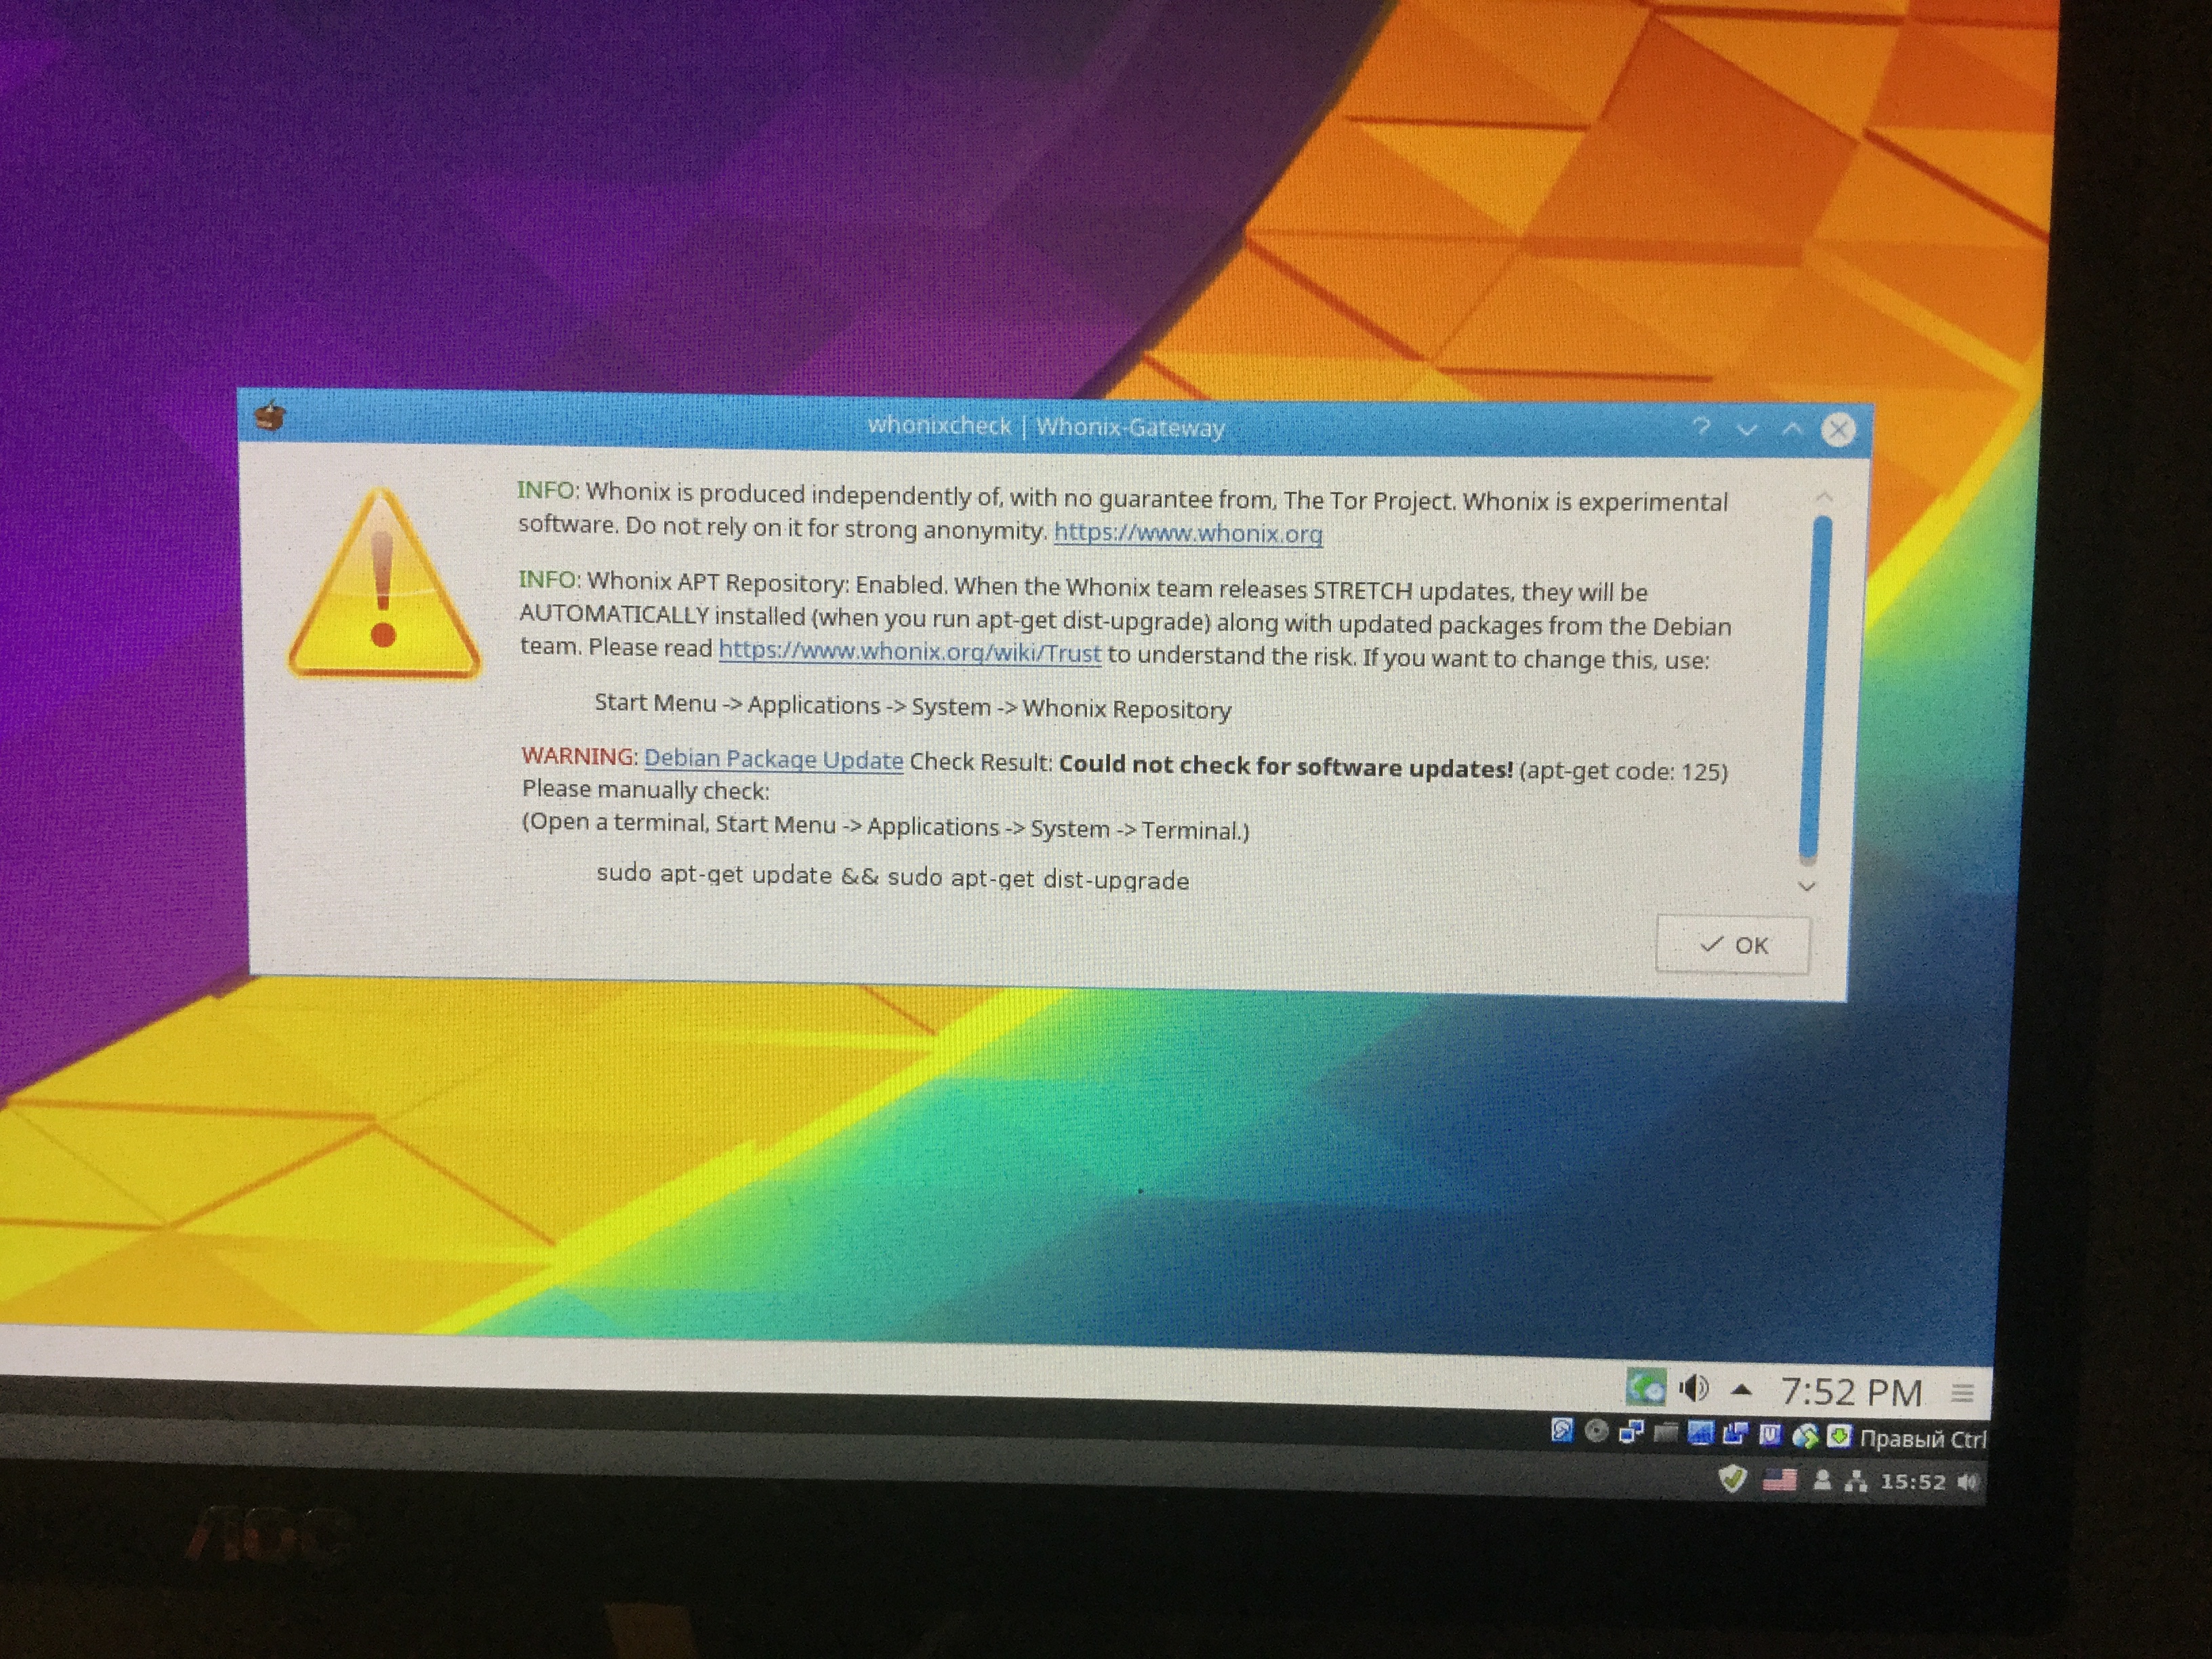 whonixcheck | Whonix-Gateway
INFO: Whonix is produced independently of, with no guarantee from, The Tor Project. Whonix is experimental
software. Do not rely on it for strong anonymity. https://www.whonix.org
INFO: Whonix APT Repository: Enabled. When the Whonix team releases STRETCH updates, they will be
AUTOMATICALLY installed (when you run apt-get dist-upgrade) along with updated packages from the Debian
team. Please read https://www.whonix.org/wiki/Trust to understand the risk. If you want to change this, use:
Start Menu -> Applications -> System -> Whonix Repository
WARNING: Debian Package Update Check Result: Could not check for software updates! (apt-get code: 125)
Please manually check:
(Open a terminal, Start Menu -> Applications -> System -> Terminal.)
sudo apt-get update && sudo apt-get dist-upgrade
OK
7:52 PM
Правый Ctrl
15:52
AOC